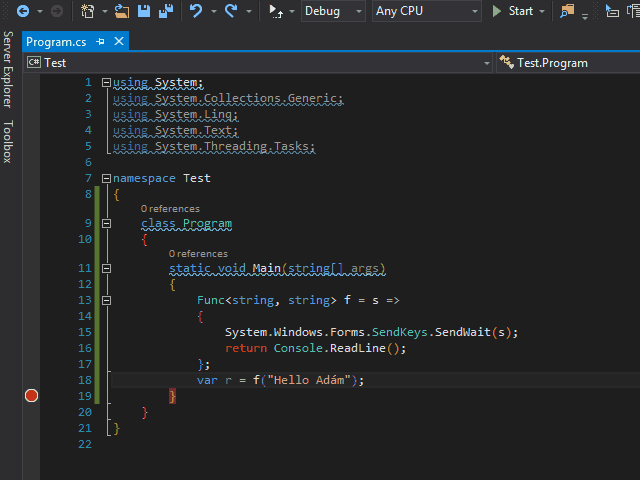 Debug
Any CPU
Start
Server Explorer
Toolbox
Program.cs
C# Test
Test.Program
1 using System;
2 using System.Collections.Generic;
3 using System.Linq;
4 using System.Text;
5 using System.Threading.Tasks;
6
7 namespace Test
8 {
0 references
9 class Program
10 {
0 references
11 static void Main(string[] args)
12 {
13 Func<string, string> f = s =>
14 {
15 System.Windows.Forms.SendKeys.SendWait(s);
16 return Console.ReadLine();
17 };
18 var r = f("Hello Adám");
19 }
20 }
21 }
22